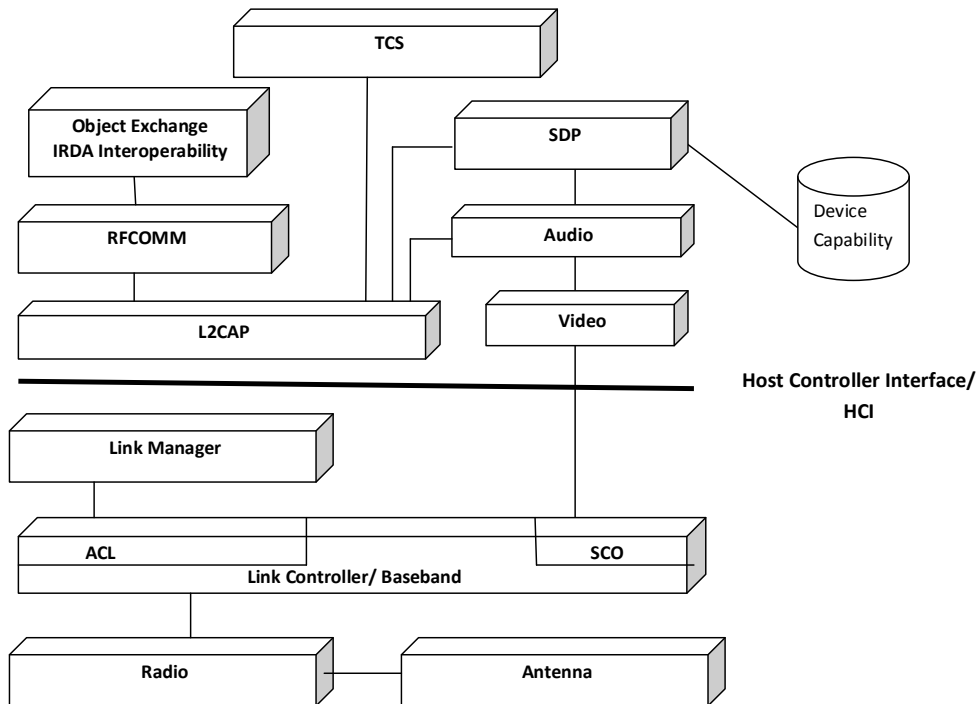 TCS
Object Exchange
IRDA Interoperability
SDP
Device
Capability
RFCOMM
Audio
L2CAP
Video
Host Controller Interface/
HCI
Link Manager
ACL
SCO
Link Controller/ Baseband
Radio
Antenna